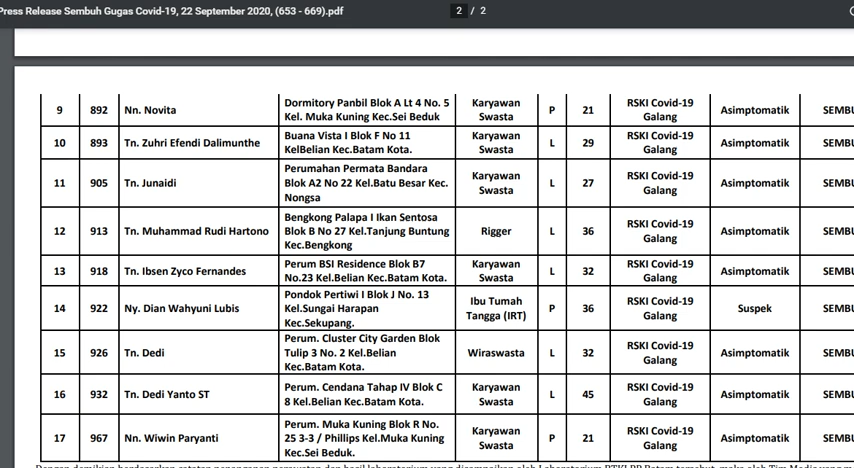 Press Release Sembuh Gugas Covid-19, 22 September 2020, (653 - 669).pdf
2 / 2
9 892 Nn. Novita Dormitory Panbil Blok A Lt 4 No. 5 Kel. Muka Kuning Kec.Sei Beduk Karyawan Swasta P 21 RSKI Covid-19 Galang Asimptomatik SEMBU
10 893 Tn. Zuhri Efendi Dalimunthe Buana Vista I Blok F No 11 KelBelian Kec.Batam Kota. Karyawan Swasta L 29 RSKI Covid-19 Galang Asimptomatik SEMBU
11 905 Tn. Junaidi Perumahan Permata Bandara Blok A2 No 22 Kel.Batu Besar Kec. Nongsa Karyawan Swasta L 27 RSKI Covid-19 Galang Asimptomatik SEMBU
12 913 Tn. Muhammad Rudi Hartono Bengkong Palapa I Ikan Sentosa Blok B No 27 Kel.Tanjung Buntung Kec.Bengkong Rigger L 36 RSKI Covid-19 Galang Asimptomatik SEMBU
13 918 Tn. Ibsen Zyco Fernandes Perum BSI Residence Blok B7 No.23 Kel.Belian Kec.Batam Kota. Karyawan Swasta L 32 RSKI Covid-19 Galang Asimptomatik SEMBU
14 922 Ny. Dian Wahyuni Lubis Pondok Pertiwi I Blok J No. 13 Kel.Sungai Harapan Kec.Sekupang. Ibu Tumah Tangga (IRT) P 36 RSKI Covid-19 Galang Suspek SEMBU
15 926 Tn. Dedi Perum. Cluster City Garden Blok Tulip 3 No. 2 Kel.Belian Kec.Batam Kota. Wiraswasta L 32 RSKI Covid-19 Galang Asimptomatik SEMBU
16 932 Tn. Dedi Yanto ST Perum. Cendana Tahap IV Blok C 8 Kel.Belian Kec.Batam Kota. Karyawan Swasta L 45 RSKI Covid-19 Galang Asimptomatik SEMBU
17 967 Nn. Wiwin Paryanti Perum. Muka Kuning Blok R No. 25 3-3 / Phillips Kel.Muka Kuning Kec.Sei Beduk. Karyawan Swasta P 21 RSKI Covid-19 Galang Asimptomatik SEMBU